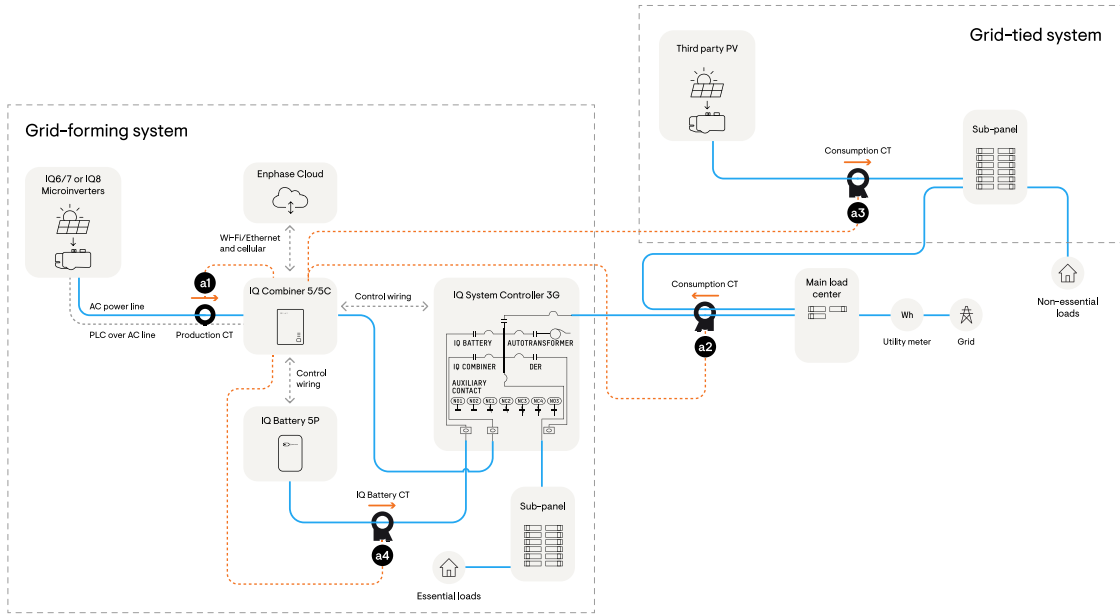 Grid-tied system
Third party PV
Sub-panel
Consumption CT
a3
Non-essential
loads
Grid-forming system
IQ6/7 or IQ8
Microinverters
Enphase Cloud
Wi-Fi/Ethernet
and cellular
a1
AC power line
PLC over AC line
Production CT
IQ Combiner 5/5C
Control wiring
Control
wiring
IQ System Controller 3G
IQ BATTERY
AUTOTRANSFORMER
IQ COMBINER
DER
AUXILIARY
CONTACT
NO1 NO2 NC1 NC2 NC3 NC4 NO3
Consumption CT
a2
Main load
center
Wh
Utility meter
Grid
IQ Battery 5P
IQ Battery CT
a4
Sub-panel
Essential loads